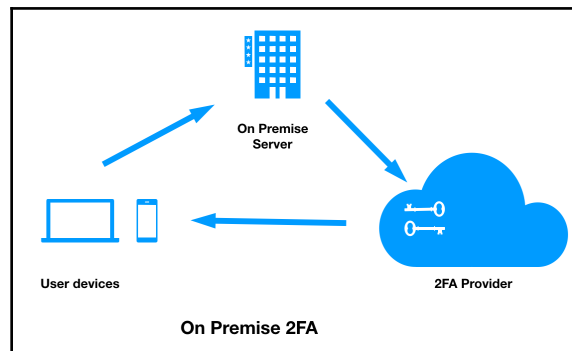 On Premise
Server
User devices
2FA Provider
On Premise 2FA